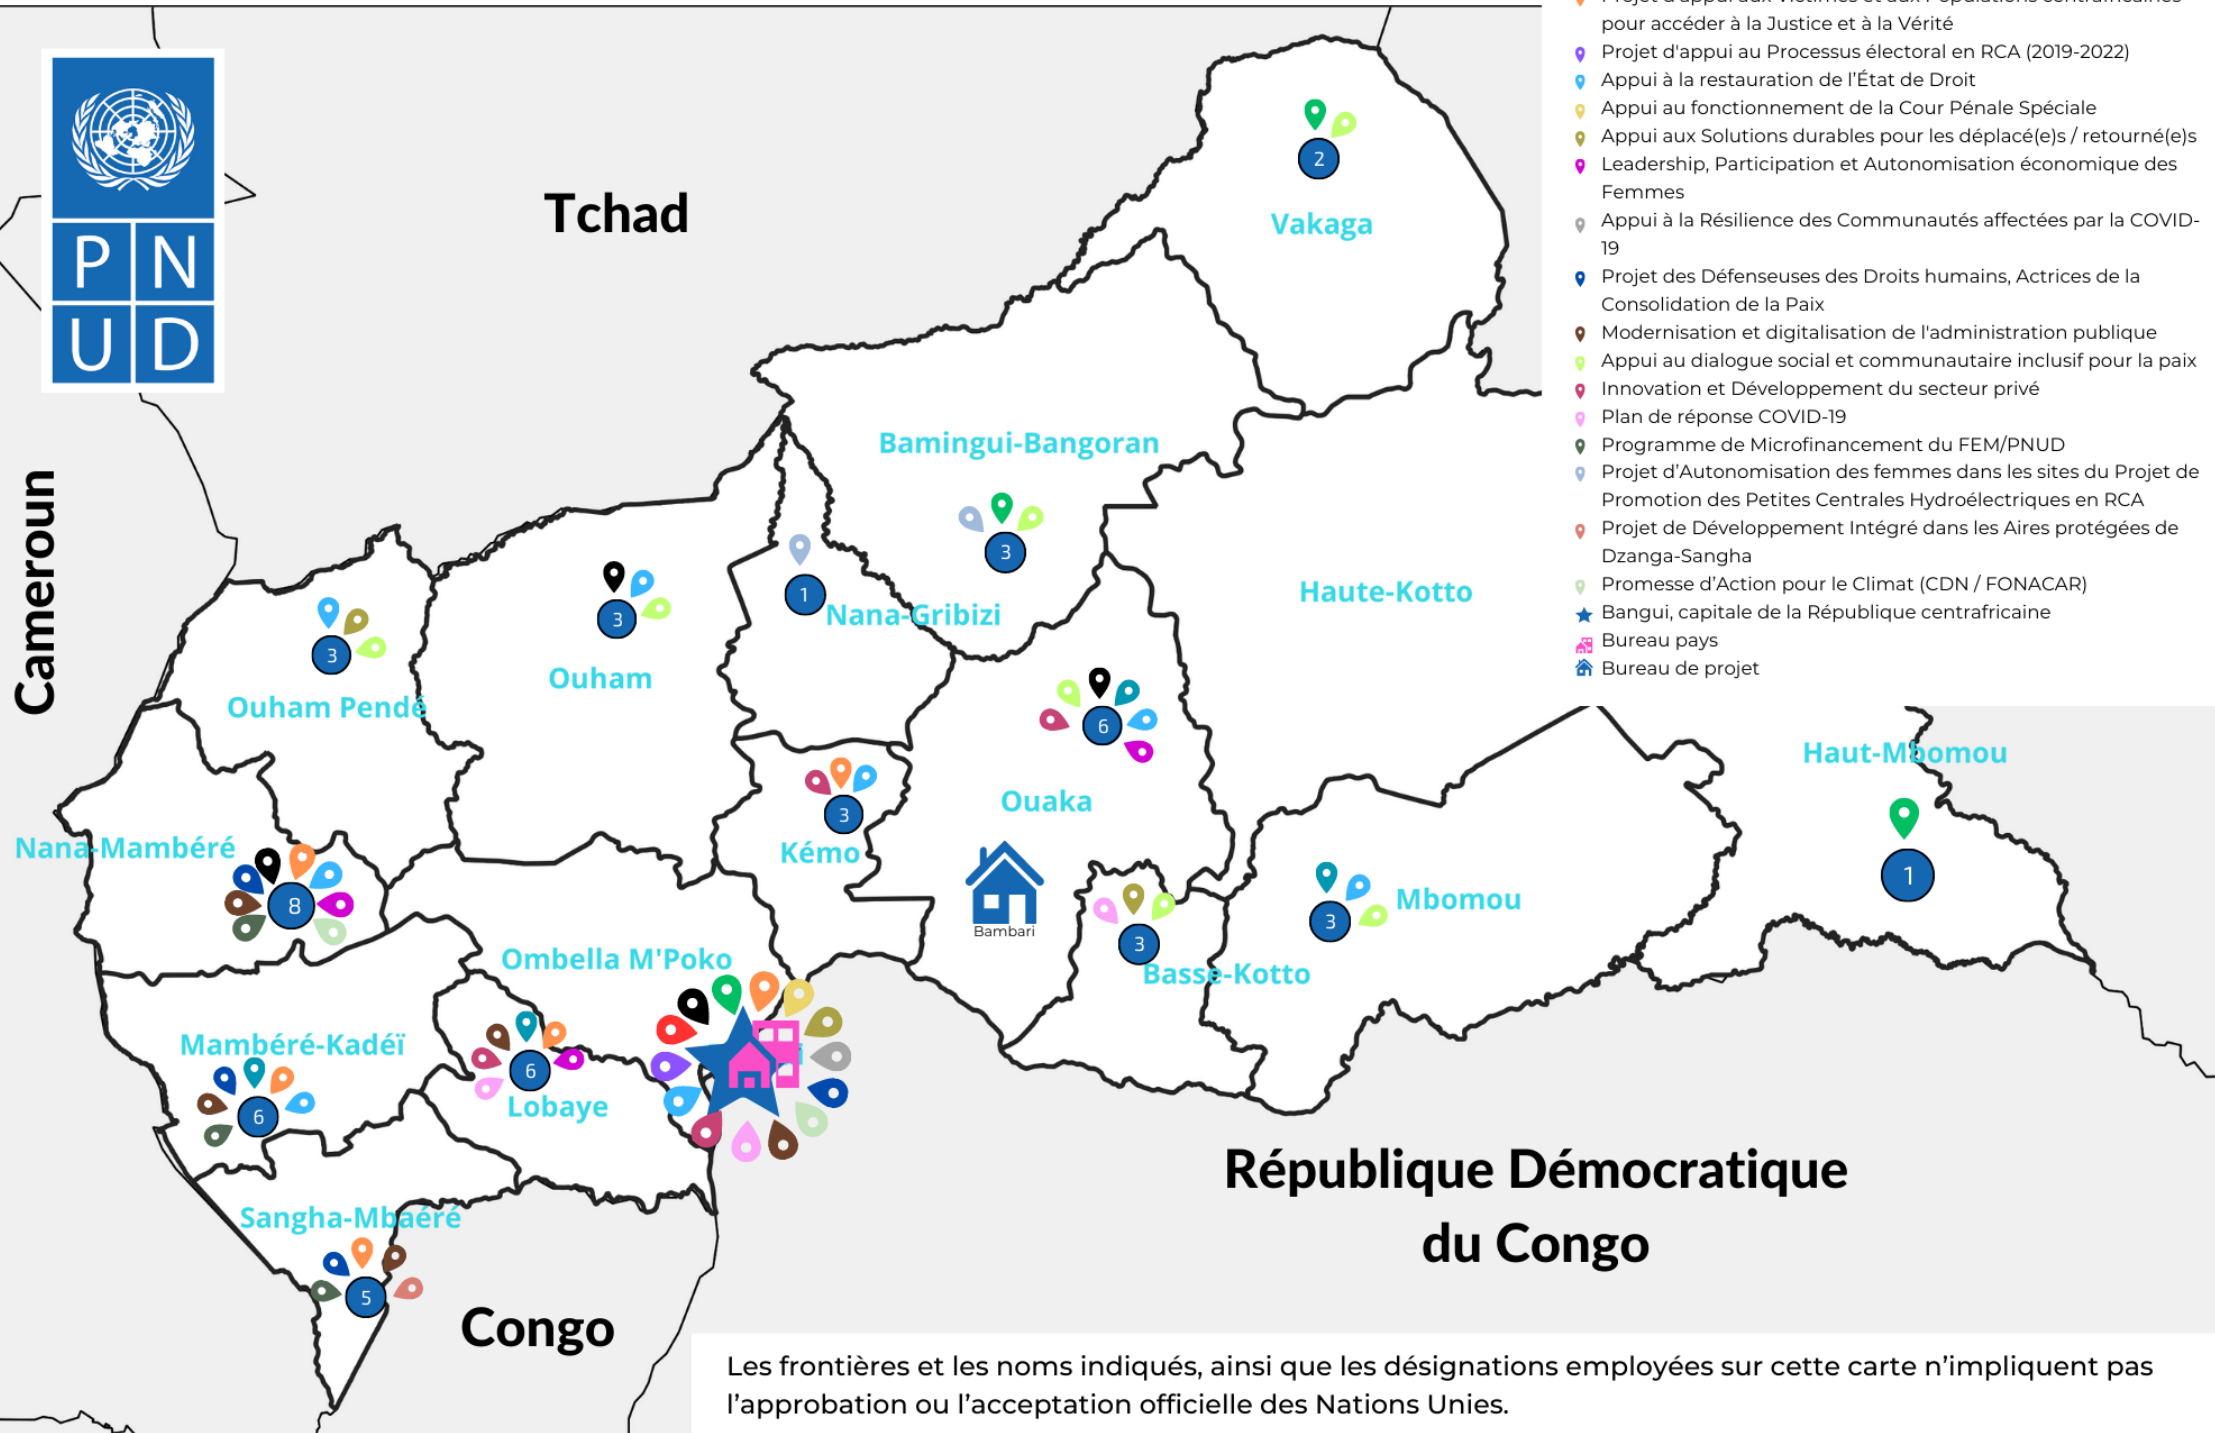 Projet d'appui aux Victimes et aux Populations centrafricaines
pour accéder à la Justice et à la Vérité
Projet d'appui au Processus électoral en RCA (2019-2022)
Appui à la restauration de l’État de Droit
Appui au fonctionnement de la Cour Pénale Spéciale
Appui aux Solutions durables pour les déplacé(e)s / retourné(e)s
Leadership, Participation et Autonomisation économique des
Femmes
Appui à la Résilience des Communautés affectées par la COVID-
19
Projet des Défenseuses des Droits humains, Actrices de la
Consolidation de la Paix
Modernisation et digitalisation de l'administration publique
Appui au dialogue social et communautaire inclusif pour la paix
Innovation et Développement du secteur privé
Plan de réponse COVID-19
Programme de Microfinancement du FEM/PNUD
Projet d’Autonomisation des femmes dans les sites du Projet de
Promotion des Petites Centrales Hydroélectriques en RCA
Projet de Développement Intégré dans les Aires protégées de
Dzanga-Sangha
Promesse d’Action pour le Climat (CDN / FONACAR)
Bangui, capitale de la République centrafricaine
Bureau pays
Bureau de projet
P N
U D
Tchad
Cameroun
2
Vakaga
Bamingui-Bangoran
3
1
Nana-Gribizi
Haute-Kotto
3
Ouham
3
Ouham Pendé
6
Ouaka
Haut-Mbomou
1
3
Kémo
Nana-Mambéré
8
Bambari
3
Basse-Kotto
3
Mbomou
Ombella M'Poko
i
Mambéré-Kadéï
6
6
Lobaye
Sangha-Mbaéré
5
Congo
République Démocratique
du Congo
Les frontières et les noms indiqués, ainsi que les désignations employées sur cette carte n’impliquent pas
l’approbation ou l’acceptation officielle des Nations Unies.